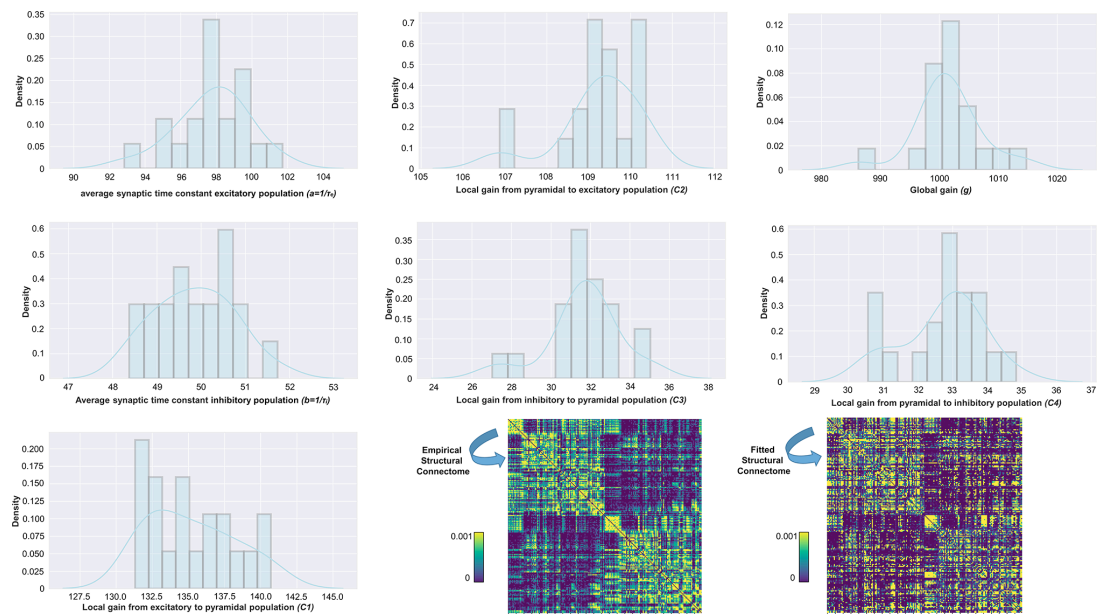 0.35
0.30
0.25
0.20
0.15
0.10
0.05
0
Density
90 92 94 96 98 100 102 104
average synaptic time constant excitatory population (a=1/τₑ)
0.7
0.6
0.5
0.4
0.3
0.2
0.1
0
Density
105 106 107 108 109 110 111 112
Local gain from pyramidal to excitatory population (C2)
0.12
0.10
0.08
0.06
0.04
0.02
0
Density
980 990 1000 1010 1020
Global gain (g)
0.6
0.5
0.4
0.3
0.2
0.1
0
Density
47 48 49 50 51 52 53
Average synaptic time constant inhibitory population (b=1/τᵢ)
0.35
0.30
0.25
0.20
0.15
0.10
0.05
0
Density
24 26 28 30 32 34 36 38
Local gain from inhibitory to pyramidal population (C3)
0.6
0.5
0.4
0.3
0.2
0.1
0
Density
29 30 31 32 33 34 35 36 37
Local gain from pyramidal to inhibitory population (C4)
0.200
0.175
0.150
0.125
0.100
0.075
0.050
0.025
0.000
Density
127.5 130.0 132.5 135.0 137.5 140.0 142.5 145.0
Local gain from excitatory to pyramidal population (C1)
Empirical
Structural
Connectome
0.001
0
Fitted
Structural
Connectome
0.001
0